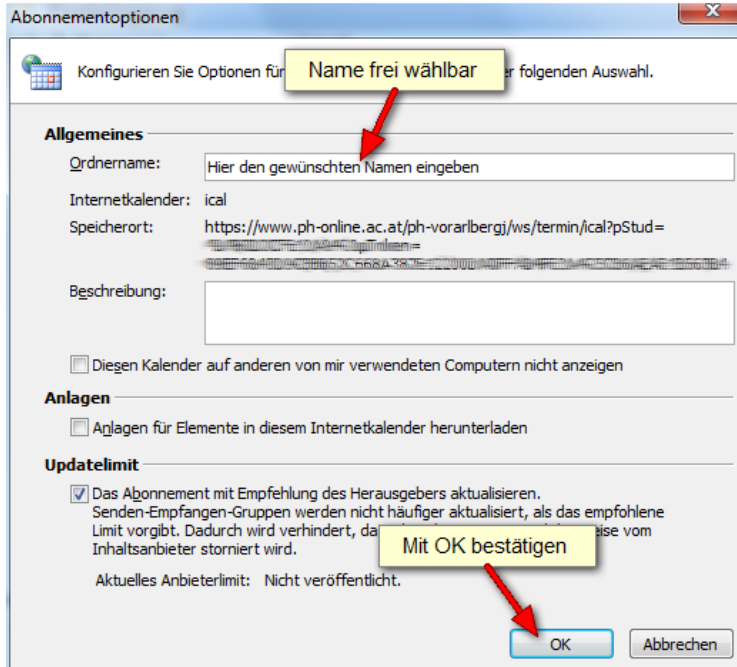 Abonnementoptionen
Konfigurieren Sie Optionen für
Name frei wählbar
er folgenden Auswahl.
Allgemeines
Ordnername: Hier den gewünschten Namen eingeben
Internetkalender: ical
Speicherort: https://www.ph-online.ac.at/ph-vorarlbergj/ws/termin/ical?pStud=
Beschreibung:
Diesen Kalender auf anderen von mir verwendeten Computern nicht anzeigen
Anlagen
Anlagen für Elemente in diesem Internetkalender herunterladen
Updatelimit
Das Abonnement mit Empfehlung des Herausgebers aktualisieren.
Senden-Empfangen-Gruppen werden nicht häufiger aktualisiert, als das empfohlene
Limit vorgibt. Dadurch wird verhindert, eise vom
Inhaltsanbieter storniert wird.
Mit OK bestätigen
Aktuelles Anbieterlimit: Nicht veröffentlicht.
OK Abbrechen